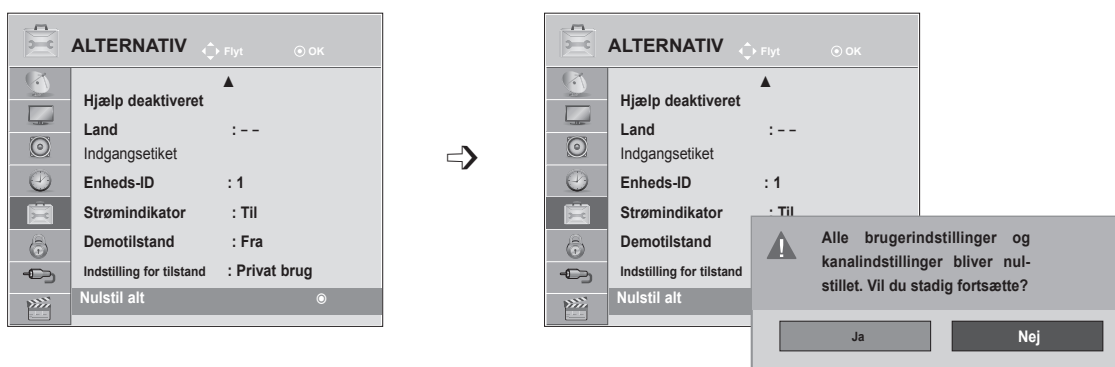 ALTERNATIV Flyt OK
▲
Hjælp deaktiveret
Land : – –
Indgangsetiket
Enheds-ID : 1
Strømindikator : Til
Demotilstand : Fra
Indstilling for tilstand : Privat brug
Nulstil alt
ALTERNATIV Flyt OK
▲
Hjælp deaktiveret
Land : – –
Indgangsetiket
Enheds-ID : 1
Strømindikator : Til
Demotilstand
Indstilling for tilstand
Nulstil alt
Alle brugerindstillinger og
kanalindstillinger bliver nul-
stillet. Vil du stadig fortsætte?
Ja Nej